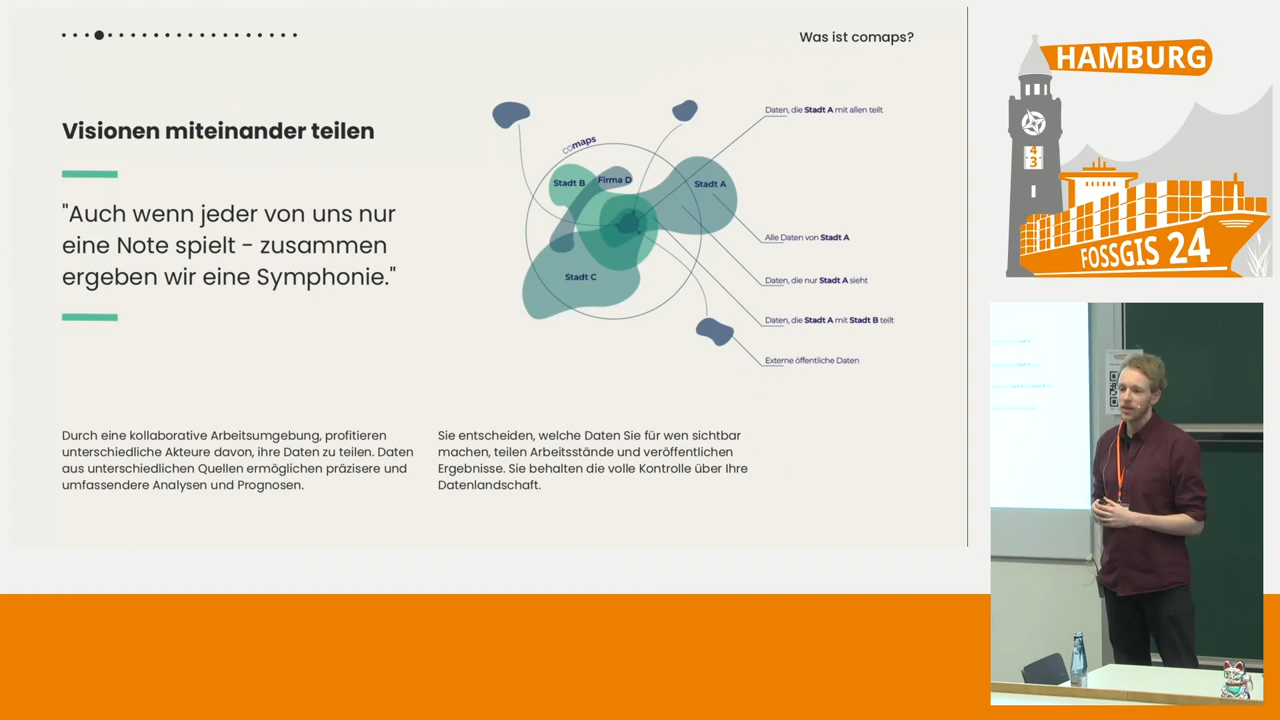 Was ist comaps?
Visionen miteinander teilen
"Auch wenn jeder von uns nur
eine Note spielt - zusammen
ergeben wir eine Symphonie."
comaps
Stadt B
Firma D
Stadt A
Stadt C
Daten, die Stadt A mit allen teilt
Alle Daten von Stadt A
Daten, die nur Stadt A sieht
Daten, die Stadt A mit Stadt B teilt
Externe öffentliche Daten
Durch eine kollaborative Arbeitsumgebung, profitieren
unterschiedliche Akteure davon, ihre Daten zu teilen. Daten
aus unterschiedlichen Quellen ermöglichen präzisere und
umfassendere Analysen und Prognosen.
Sie entscheiden, welche Daten Sie für wen sichtbar
machen, teilen Arbeitsstände und veröffentlichen
Ergebnisse. Sie behalten die volle Kontrolle über Ihre
Datenlandschaft.
HAMBURG
4
3
FOSSGIS 24